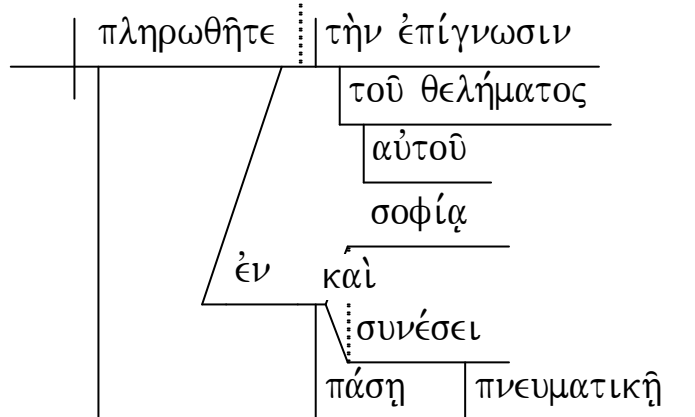 πληρωθῆτε τὴν ἐπίγνωσιν
τοῦ θελήματος
αὐτοῦ
σοφίᾳ
ἐν καὶ
συνέσει
πάσῃ πνευματικῇ